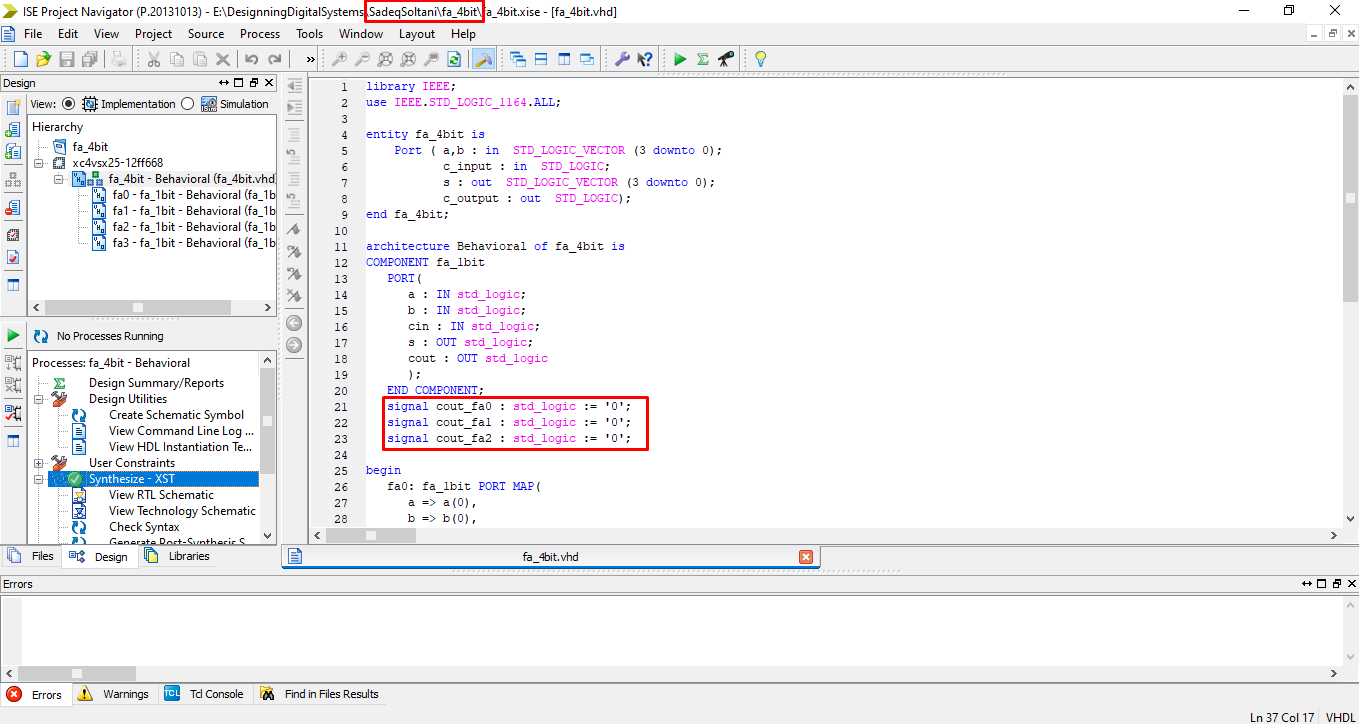 ISE Project Navigator (P.20131013) - E:\DesignningDigitalSystems\SadeqSoltani\fa_4bit\fa_4bit.xise - [fa_4bit.vhd]
File Edit View Project Source Process Tools Window Layout Help
Design
View: Implementation Simulation
Hierarchy
fa_4bit
xc4vsx25-12ff668
fa_4bit - Behavioral (fa_4bit.vhd
fa0 - fa_1bit - Behavioral (fa_1b
fa1 - fa_1bit - Behavioral (fa_1b
fa2 - fa_1bit - Behavioral (fa_1b
fa3 - fa_1bit - Behavioral (fa_1b
No Processes Running
Processes: fa_4bit - Behavioral
Design Summary/Reports
Design Utilities
Create Schematic Symbol
View Command Line Log ...
View HDL Instantiation Te...
User Constraints
Synthesize - XST
View RTL Schematic
View Technology Schematic
Check Syntax
Generate Post-Synthesis S
Files Design Libraries
1 library IEEE;
2 use IEEE.STD_LOGIC_1164.ALL;
3
4 entity fa_4bit is
5 Port ( a,b : in STD_LOGIC_VECTOR (3 downto 0);
6 c_input : in STD_LOGIC;
7 s : out STD_LOGIC_VECTOR (3 downto 0);
8 c_output : out STD_LOGIC);
9 end fa_4bit;
10
11 architecture Behavioral of fa_4bit is
12 COMPONENT fa_1bit
13 PORT(
14 a : IN std_logic;
15 b : IN std_logic;
16 cin : IN std_logic;
17 s : OUT std_logic;
18 cout : OUT std_logic
19 );
20 END COMPONENT;
21 signal cout_fa0 : std_logic := '0';
22 signal cout_fa1 : std_logic := '0';
23 signal cout_fa2 : std_logic := '0';
24
25 begin
26 fa0: fa_1bit PORT MAP(
27 a => a(0),
28 b => b(0),
fa_4bit.vhd
Errors
Errors Warnings Tcl Console Find in Files Results
Ln 37 Col 17 VHDL